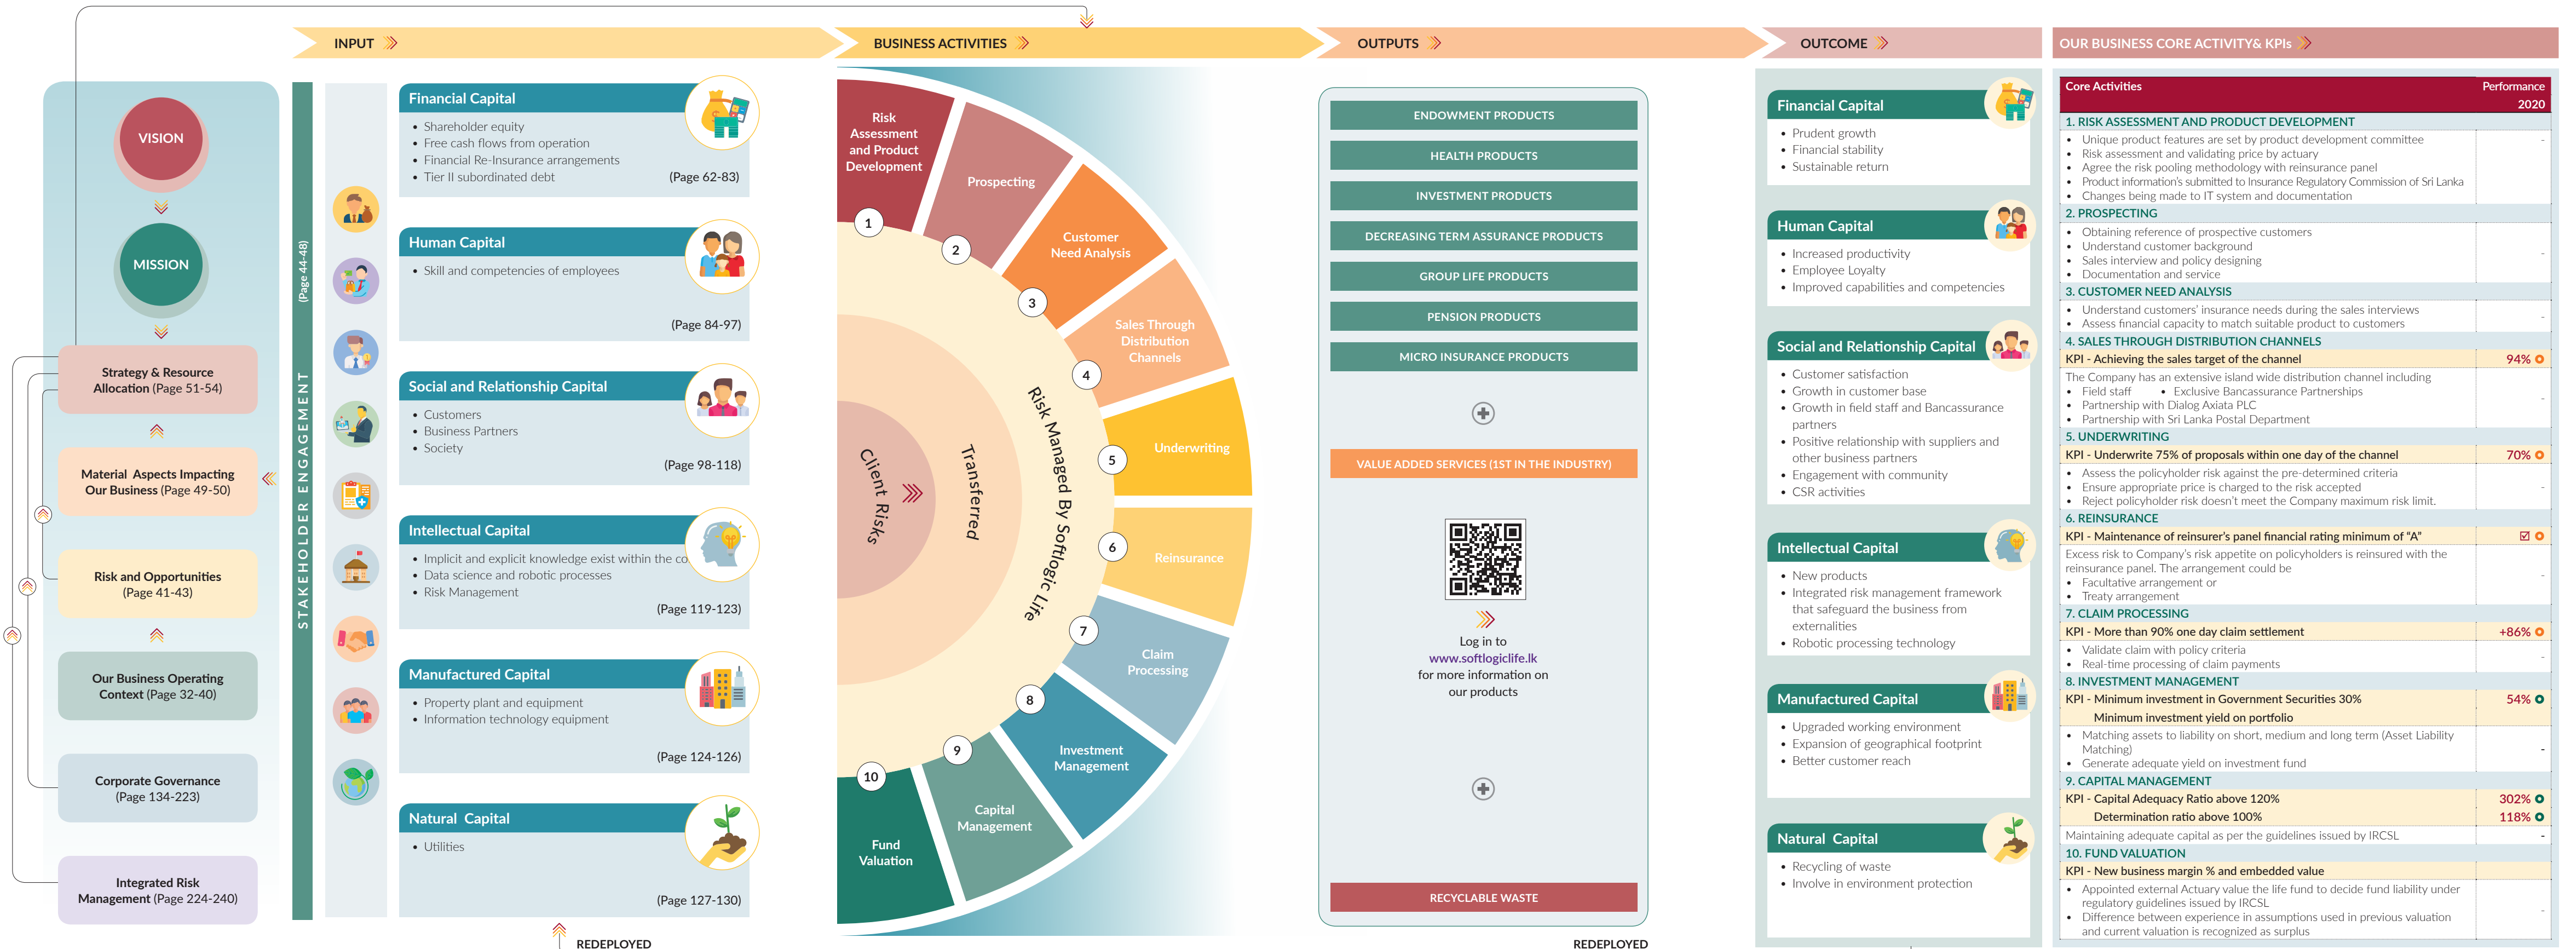 INPUT
BUSINESS ACTIVITIES
OUTPUTS
OUTCOME
OUR BUSINESS CORE ACTIVITY& KPIs
VISION
MISSION
Strategy & Resource
Allocation (Page 51-54)
Material Aspects Impacting
Our Business (Page 49-50)
Risk and Opportunities
(Page 41-43)
Our Business Operating
Context (Page 32-40)
Corporate Governance
(Page 134-223)
Integrated Risk
Management (Page 224-240)
STAKEHOLDER ENGAGEMENT (Page 44-48)
Financial Capital
• Shareholder equity
• Free cash flows from operation
• Financial Re-Insurance arrangements
• Tier II subordinated debt
(Page 62-83)
Human Capital
• Skill and competencies of employees
(Page 84-97)
Social and Relationship Capital
• Customers
• Business Partners
• Society
(Page 98-118)
Intellectual Capital
• Implicit and explicit knowledge exist within the co
• Data science and robotic processes
• Risk Management
(Page 119-123)
Manufactured Capital
• Property plant and equipment
• Information technology equipment
(Page 124-126)
Natural Capital
• Utilities
(Page 127-130)
REDEPLOYED
Risk
Assessment
and Product
Development
1
Prospecting
2
Customer
Need Analysis
3
Sales Through
Distribution
Channels
4
Underwriting
5
Reinsurance
6
Claim
Processing
7
Investment
Management
8
Capital
Management
9
Fund
Valuation
10
Client Risks
Transferred
Risk Managed By Softlogic Life
ENDOWMENT PRODUCTS
HEALTH PRODUCTS
INVESTMENT PRODUCTS
DECREASING TERM ASSURANCE PRODUCTS
GROUP LIFE PRODUCTS
PENSION PRODUCTS
MICRO INSURANCE PRODUCTS
VALUE ADDED SERVICES (1ST IN THE INDUSTRY)
Log in to
www.softlogiclife.lk
for more information on
our products
RECYCLABLE WASTE
REDEPLOYED
Financial Capital
• Prudent growth
• Financial stability
• Sustainable return
Human Capital
• Increased productivity
• Employee Loyalty
• Improved capabilities and competencies
Social and Relationship Capital
• Customer satisfaction
• Growth in customer base
• Growth in field staff and Bancassurance
partners
• Positive relationship with suppliers and
other business partners
• Engagement with community
• CSR activities
Intellectual Capital
• New products
• Integrated risk management framework
that safeguard the business from
externalities
• Robotic processing technology
Manufactured Capital
• Upgraded working environment
• Expansion of geographical footprint
• Better customer reach
Natural Capital
• Recycling of waste
• Involve in environment protection
Core Activities Performance
2020
1. RISK ASSESSMENT AND PRODUCT DEVELOPMENT
• Unique product features are set by product development committee -
• Risk assessment and validating price by actuary
• Agree the risk pooling methodology with reinsurance panel
• Product information's submitted to Insurance Regulatory Commission of Sri Lanka
• Changes being made to IT system and documentation
2. PROSPECTING
• Obtaining reference of prospective customers
• Understand customer background
• Sales interview and policy designing -
• Documentation and service
3. CUSTOMER NEED ANALYSIS
• Understand customers' insurance needs during the sales interviews
• Assess financial capacity to match suitable product to customers -
4. SALES THROUGH DISTRIBUTION CHANNELS
KPI - Achieving the sales target of the channel 94%
The Company has an extensive island wide distribution channel including
• Field staff • Exclusive Bancassurance Partnerships
• Partnership with Dialog Axiata PLC -
• Partnership with Sri Lanka Postal Department
5. UNDERWRITING
KPI - Underwrite 75% of proposals within one day of the channel 70%
• Assess the policyholder risk against the pre-determined criteria
• Ensure appropriate price is charged to the risk accepted -
• Reject policyholder risk doesn't meet the Company maximum risk limit.
6. REINSURANCE
KPI - Maintenance of reinsurer's panel financial rating minimum of "A" ☑
Excess risk to Company's risk appetite on policyholders is reinsured with the
reinsurance panel. The arrangement could be -
• Facultative arrangement or
• Treaty arrangement
7. CLAIM PROCESSING
KPI - More than 90% one day claim settlement +86%
• Validate claim with policy criteria
• Real-time processing of claim payments -
8. INVESTMENT MANAGEMENT
KPI - Minimum investment in Government Securities 30% 54%
Minimum investment yield on portfolio
• Matching assets to liability on short, medium and long term (Asset Liability
Matching) -
• Generate adequate yield on investment fund
9. CAPITAL MANAGEMENT
KPI - Capital Adequacy Ratio above 120% 302%
Determination ratio above 100% 118%
Maintaining adequate capital as per the guidelines issued by IRCSL -
10. FUND VALUATION
KPI - New business margin % and embedded value
• Appointed external Actuary value the life fund to decide fund liability under
regulatory guidelines issued by IRCSL
• Difference between experience in assumptions used in previous valuation -
and current valuation is recognized as surplus